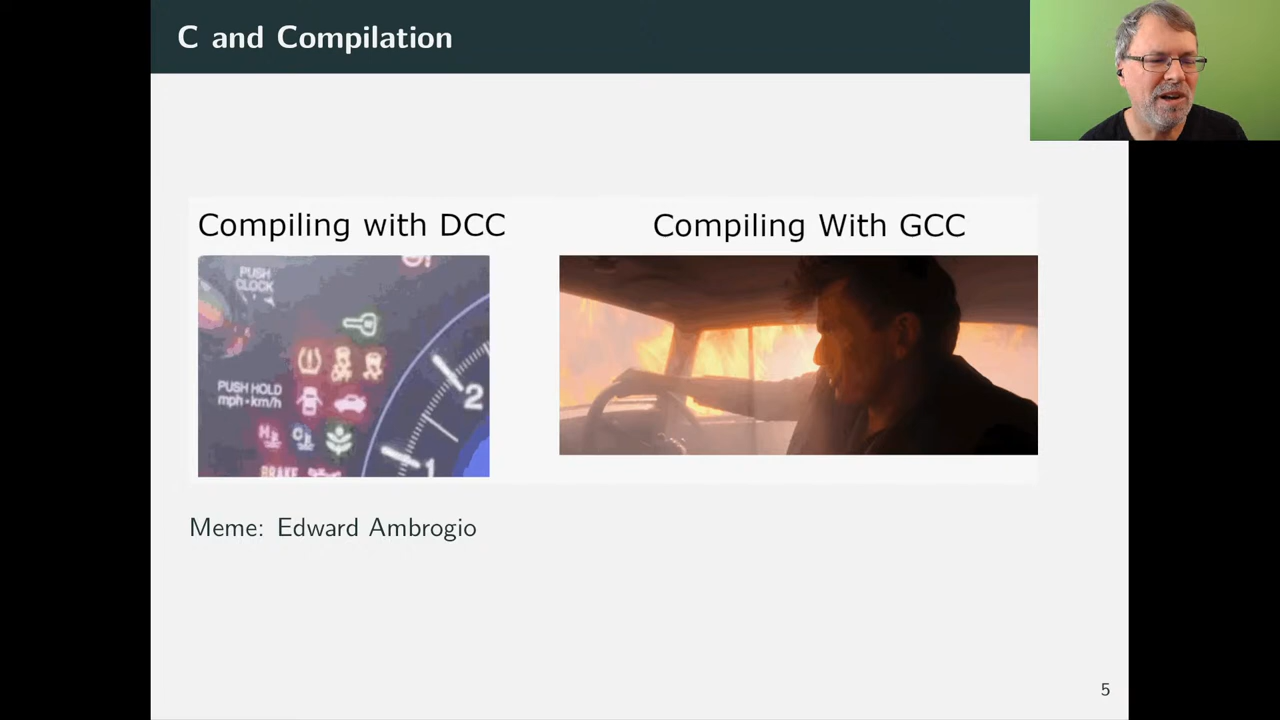 C and Compilation
Compiling with DCC
Compiling With GCC
PUSH
CLOCK
PUSH HOLD
mph•km/h
2
1
BRAKE
Meme: Edward Ambrogio
5